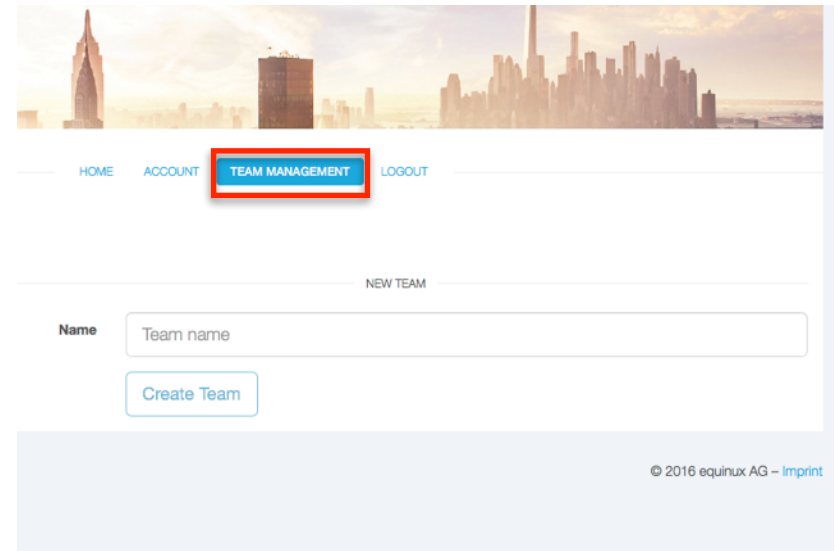 HOME ACCOUNT TEAM MANAGEMENT LOGOUT
NEW TEAM
Name Team name
Create Team
© 2016 equinux AG – Imprint